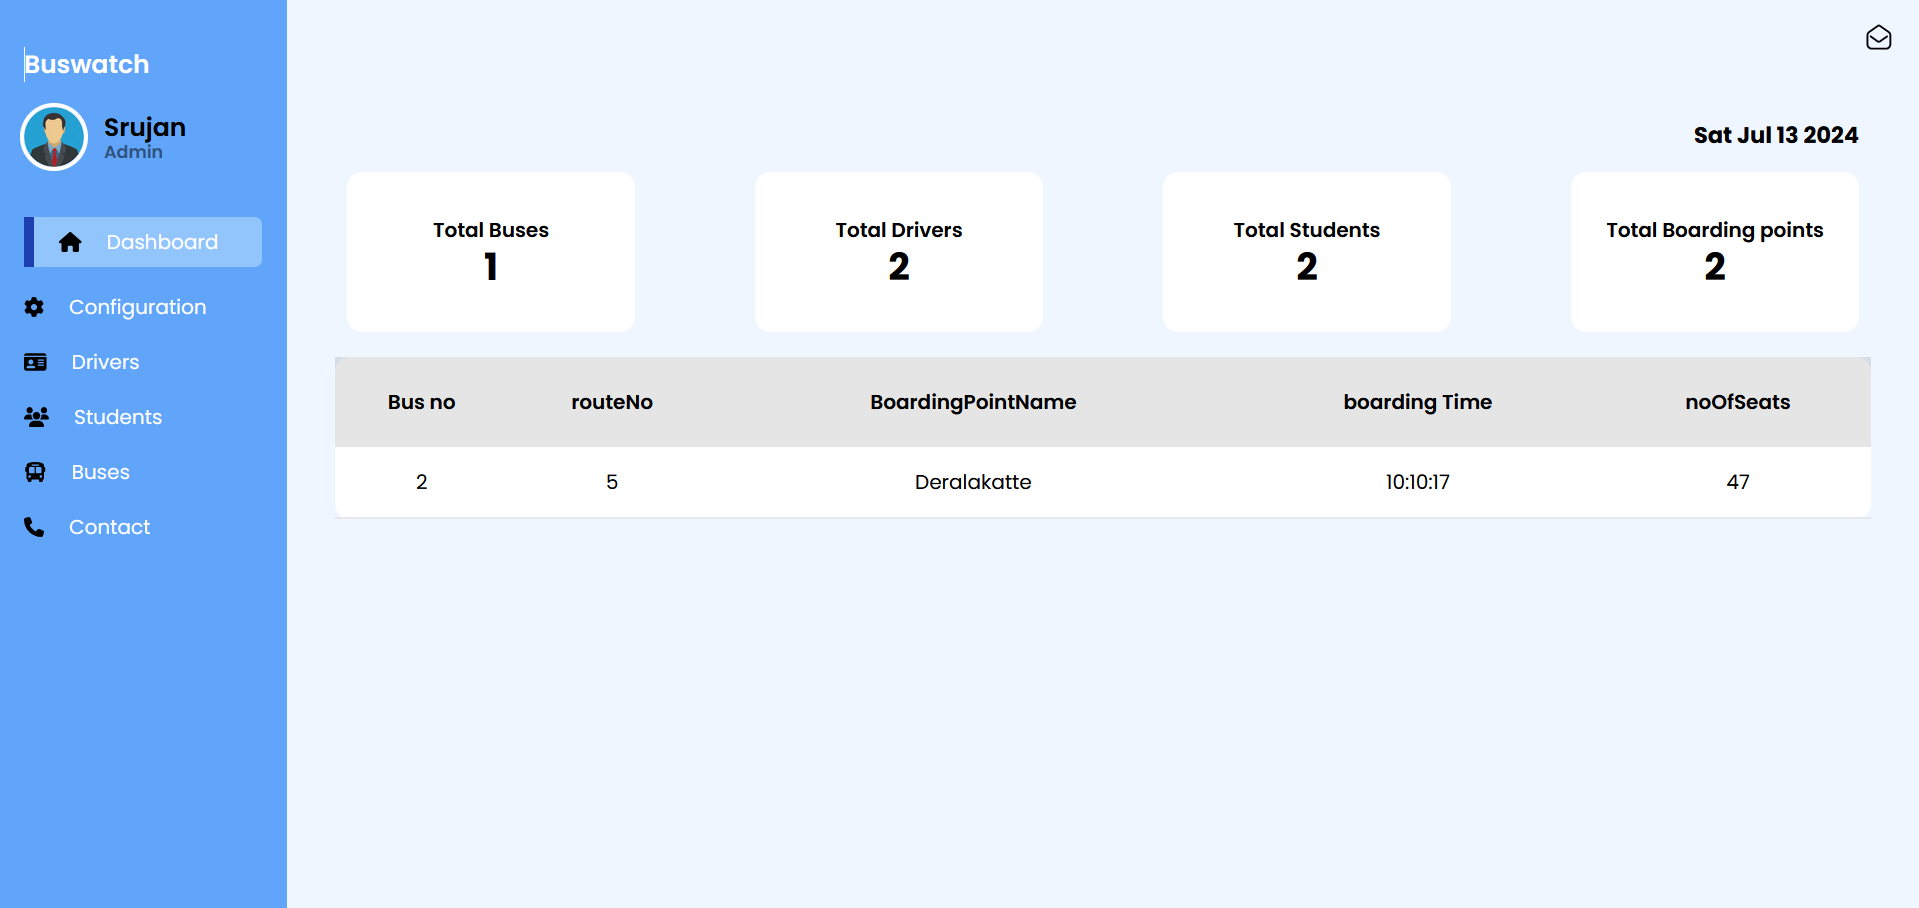 Buswatch
Srujan
Admin
Dashboard
Configuration
Drivers
Students
Buses
Contact
Sat Jul 13 2024
Total Buses
1
Total Drivers
2
Total Students
2
Total Boarding points
2
Bus no routeNo BoardingPointName boarding Time noOfSeats
2 5 Deralakatte 10:10:17 47